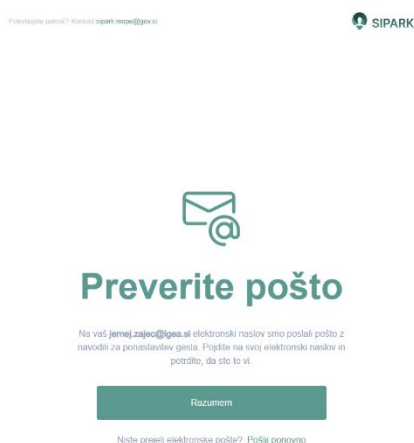 Potrebujete pomoč? Kontakt sipark.mope@gov.si
SIPARK
Preverite pošto
Na vaš jernej.zajec@igea.si elektronski naslov smo poslali pošto z
navodili za ponastavitev gesla. Pojdite na svoj elektronski naslov in
potrdite, da ste to vi.
Razumem
Niste prejeli elektronske pošte? Pošlji ponovno